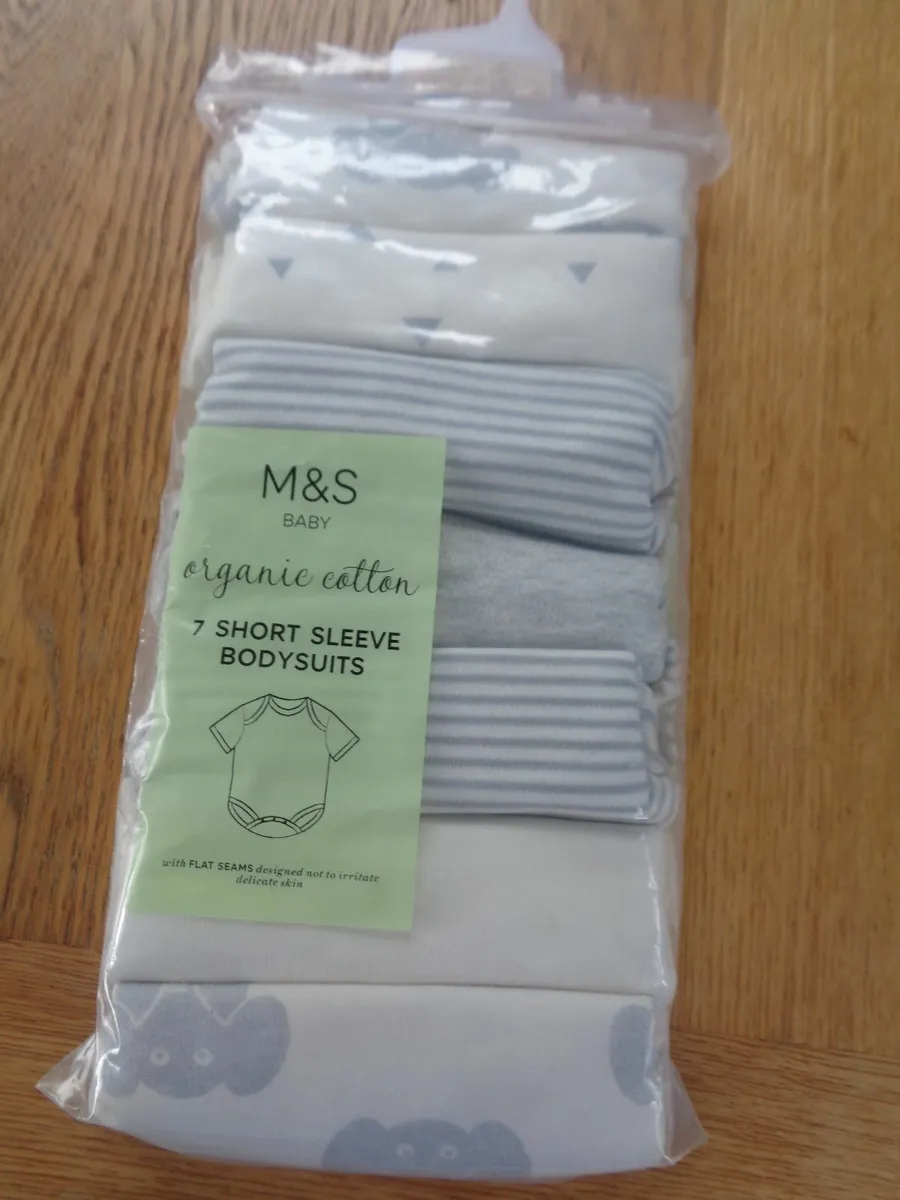 M&S
BABY
organic cotton
7 SHORT SLEEVE
BODYSUITS
with FLAT SEAMS designed not to irritate
delicate skin